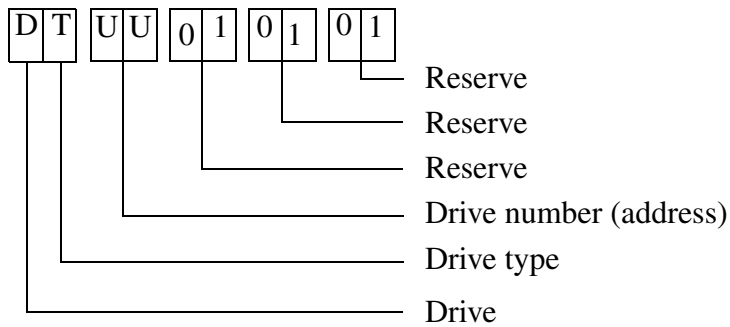 D T U U 0 1 0 1 0 1
Reserve
Reserve
Reserve
Drive number (address)
Drive type
Drive